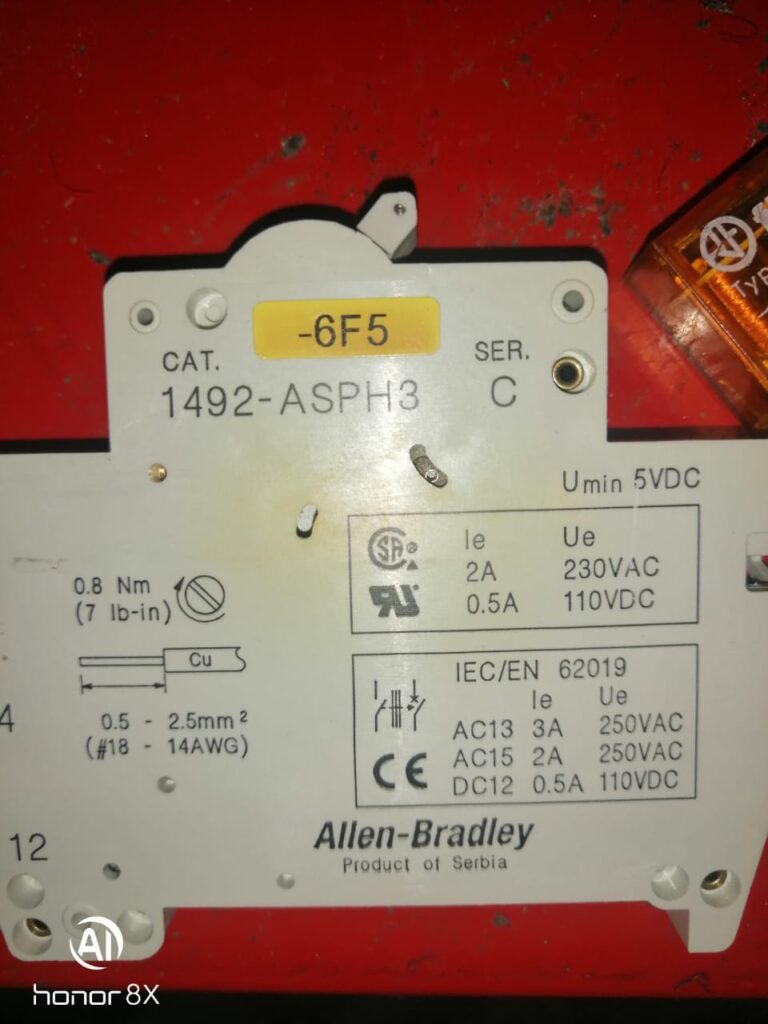 -6F5
CAT.
SER.
1492-ASPH3
C
Umin 5VDC
Ie Ue
2A 230VAC
0.5A 110VDC
0.8 Nm
(7 lb-in)
Cu
0.5 - 2.5mm²
(#18 - 14AWG)
IEC/EN 62019
Ie Ue
AC13 3A 250VAC
AC15 2A 250VAC
DC12 0.5A 110VDC
CE
4
12
Allen-Bradley
Product of Serbia
AI
honor 8X